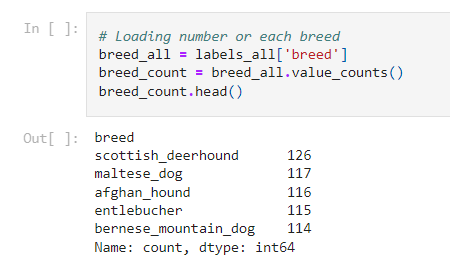 In [ ]:
# Loading number or each breed
breed_all = labels_all['breed']
breed_count = breed_all.value_counts()
breed_count.head()
Out[ ]:
breed
scottish_deerhound 126
maltese_dog 117
afghan_hound 116
entlebucher 115
bernese_mountain_dog 114
Name: count, dtype: int64